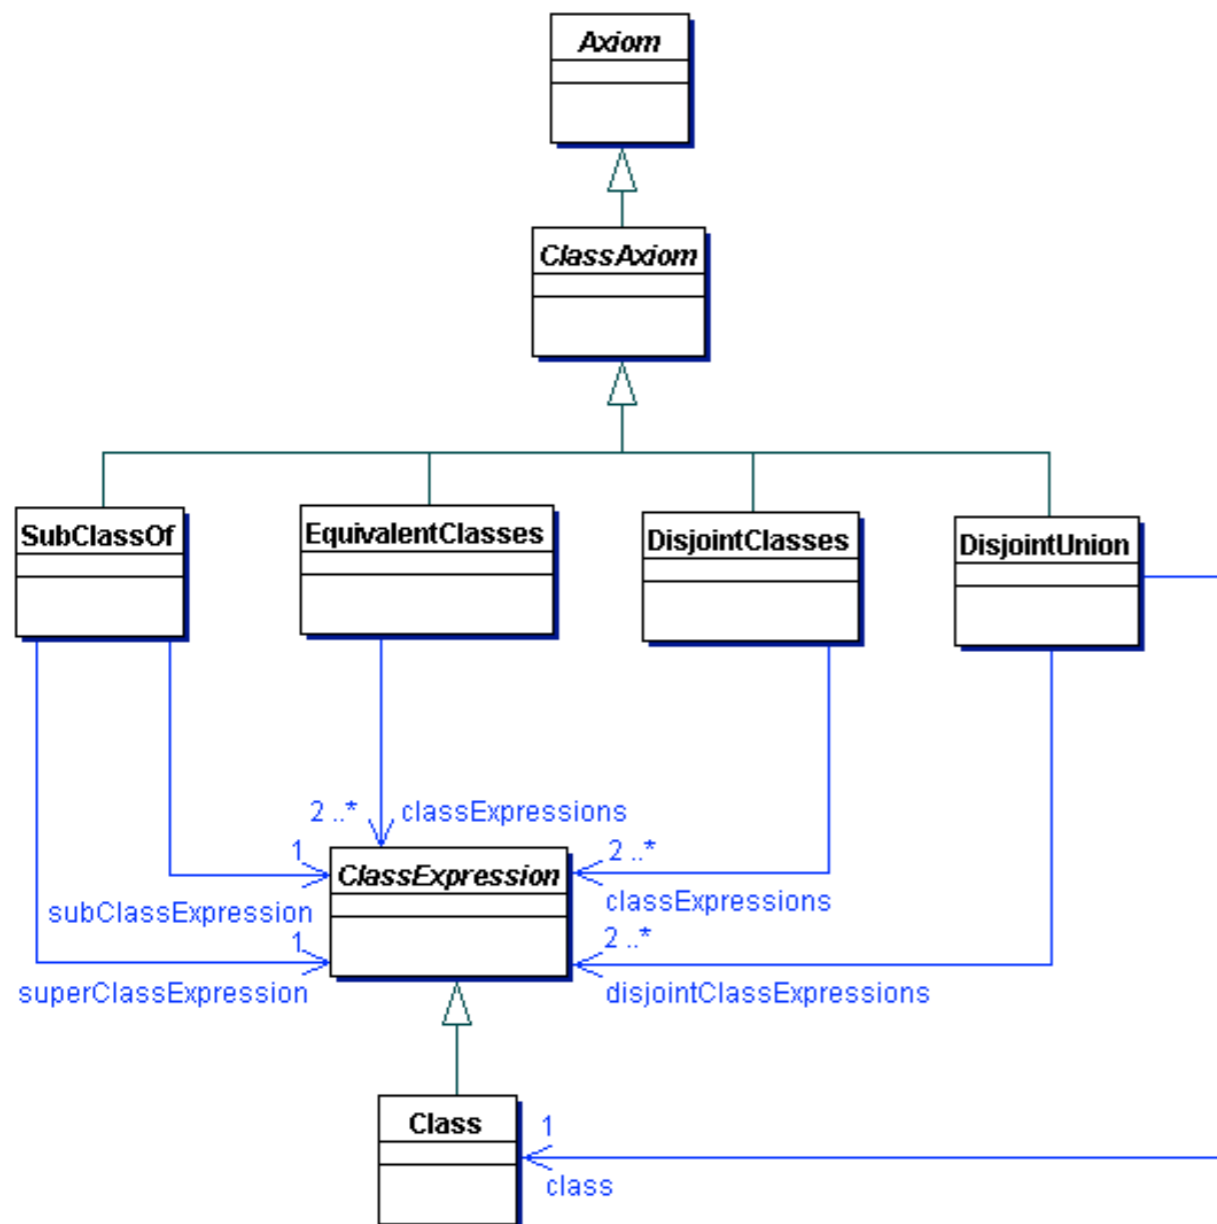 Axiom
ClassAxiom
SubClassOf
EquivalentClasses
DisjointClasses
DisjointUnion
2 ..*
classExpressions
1
ClassExpression
2 ..*
subClassExpression
classExpressions
1
2 ..*
superClassExpression
disjointClassExpressions
Class
1
class